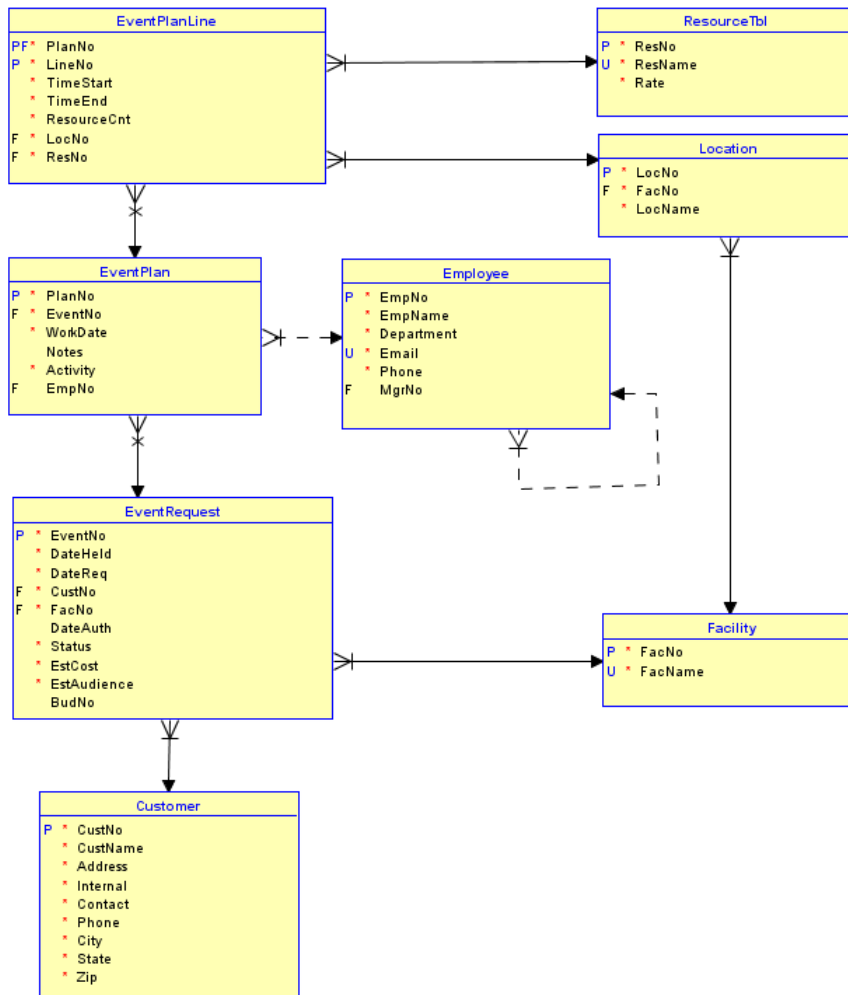 EventPlanLine
PF* PlanNo
P * LineNo
* TimeStart
* TimeEnd
* ResourceCnt
F * LocNo
F * ResNo
ResourceTbl
P * ResNo
U * ResName
* Rate
Location
P * LocNo
F * FacNo
* LocName
EventPlan
P * PlanNo
F * EventNo
* WorkDate
Notes
* Activity
F EmpNo
Employee
P * EmpNo
* EmpName
* Department
U * Email
* Phone
F MgrNo
EventRequest
P * EventNo
* DateHeld
* DateReq
F * CustNo
F * FacNo
DateAuth
* Status
* EstCost
* EstAudience
BudNo
Facility
P * FacNo
U * FacName
Customer
P * CustNo
* CustName
* Address
* Internal
* Contact
* Phone
* City
* State
* Zip